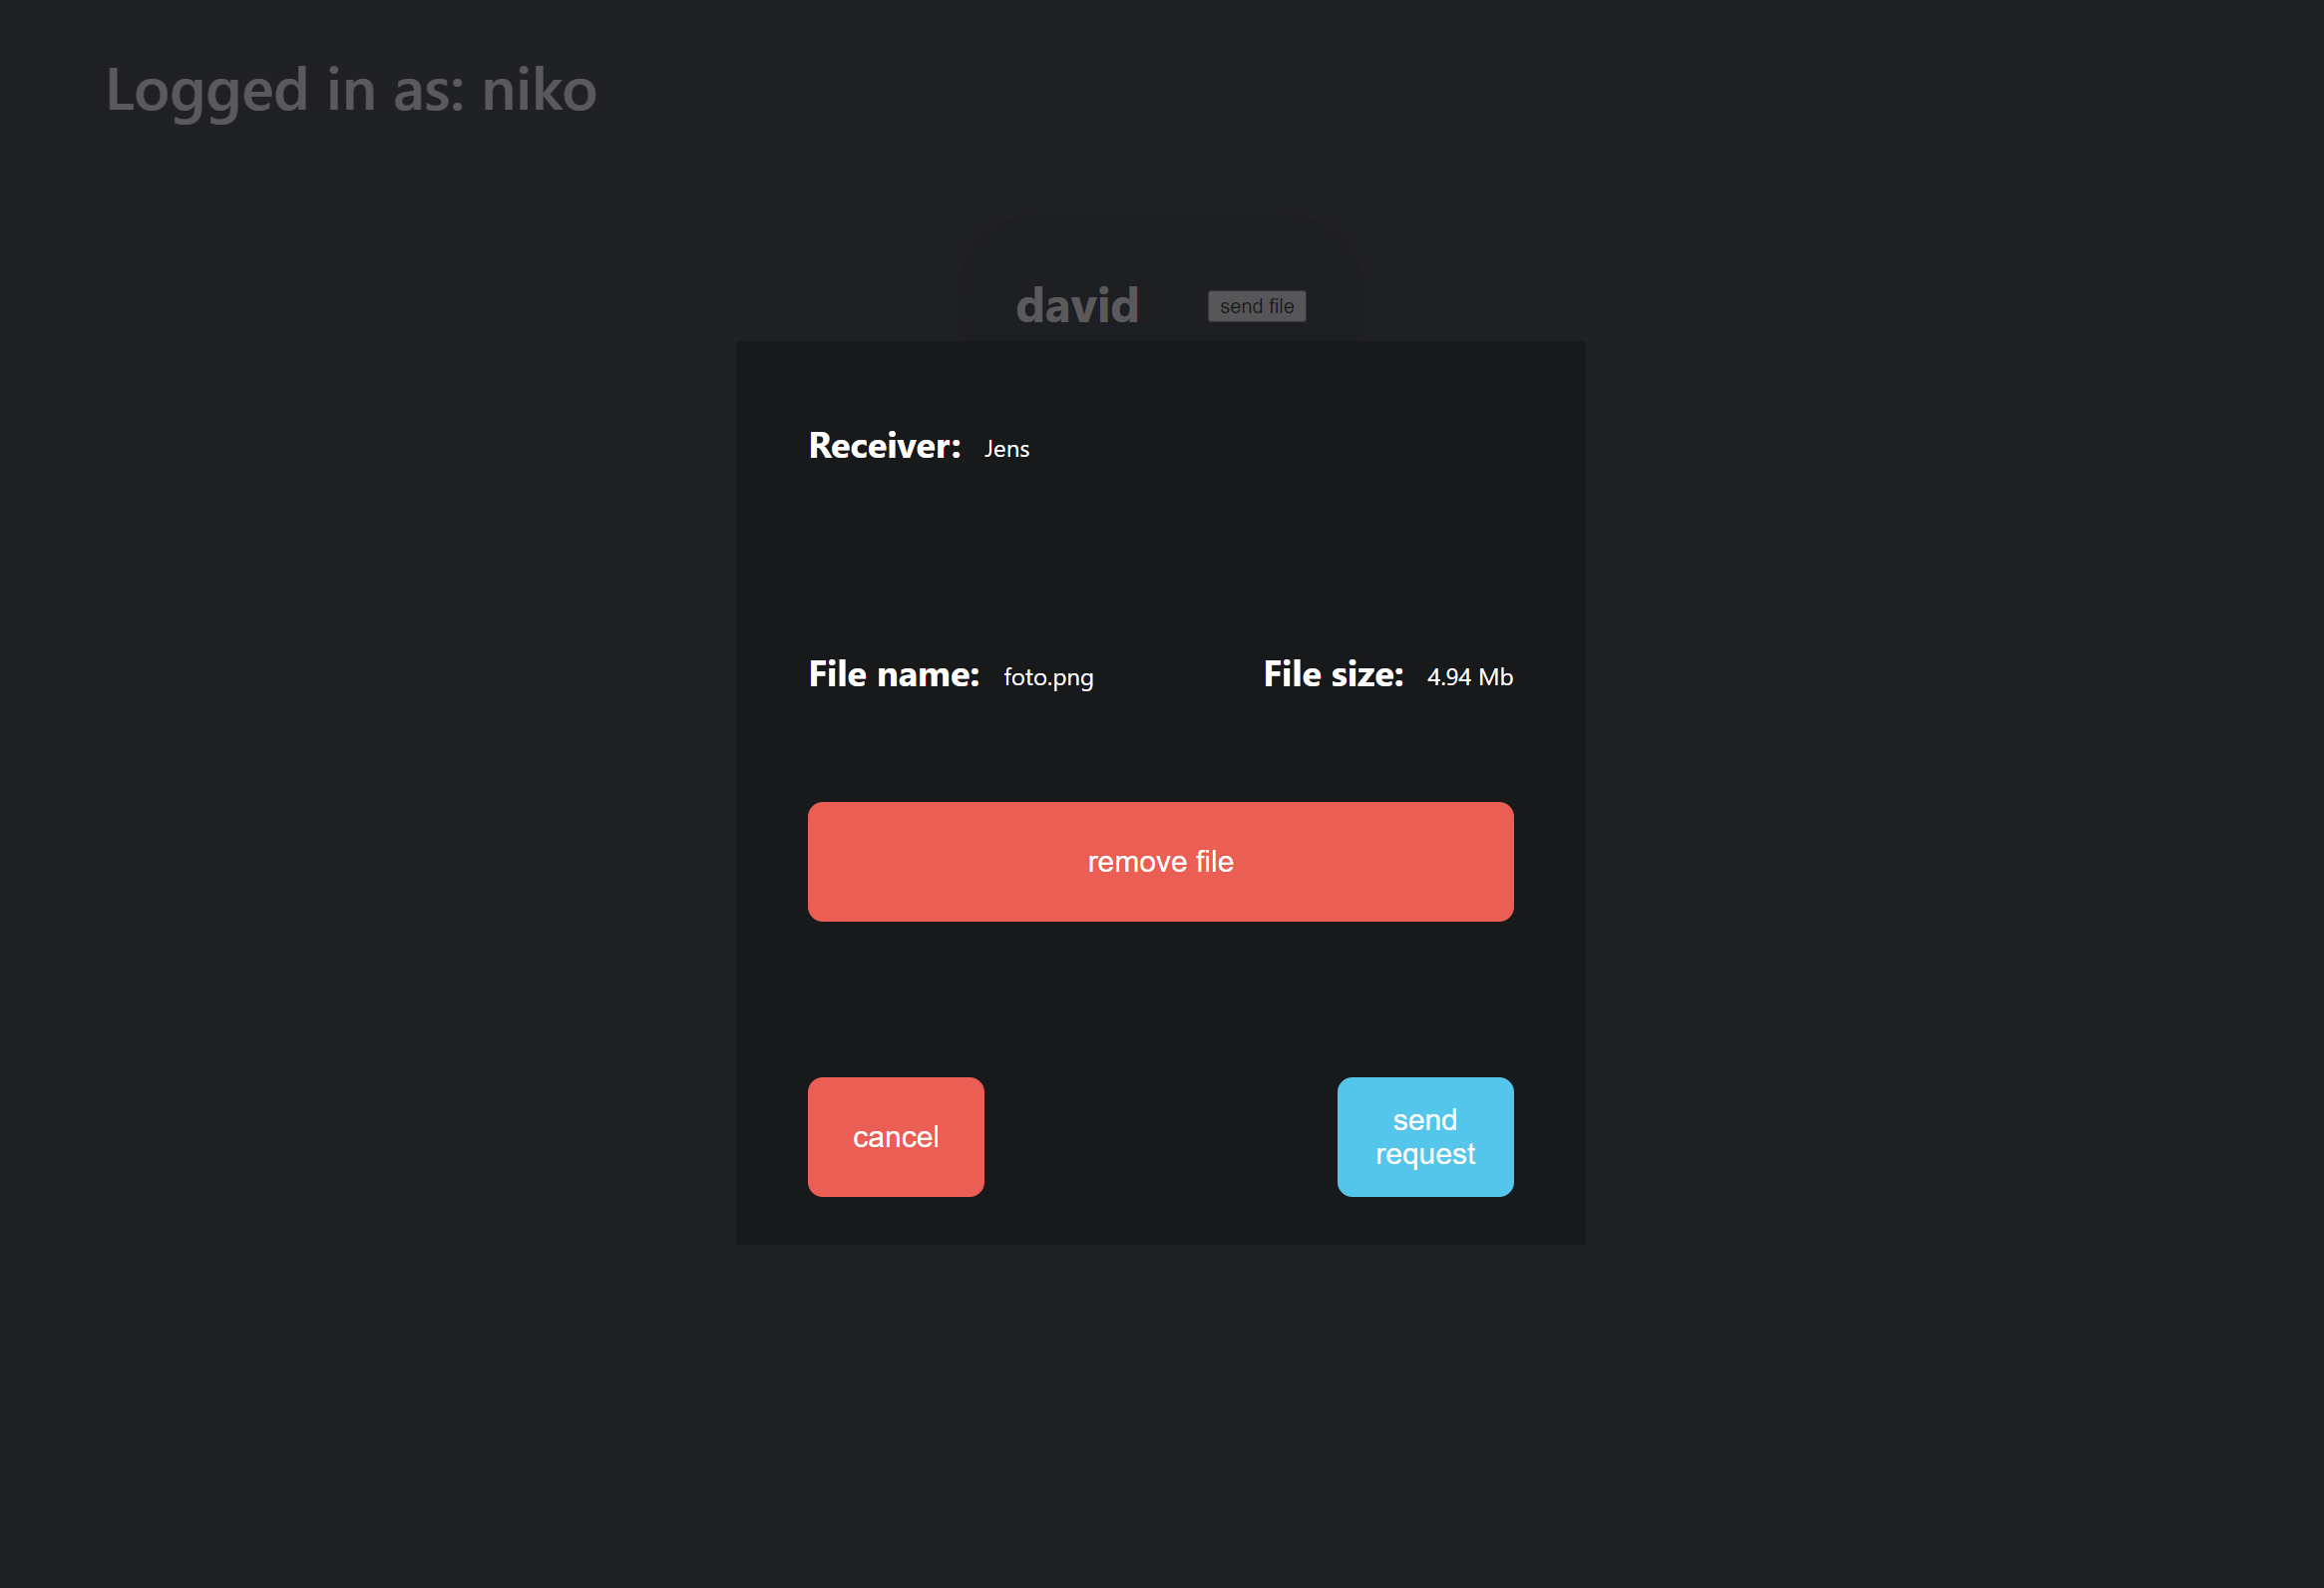 Logged in as: niko
david send file
Receiver: Jens
File name: foto.png File size: 4.94 Mb
remove file
cancel
send
request